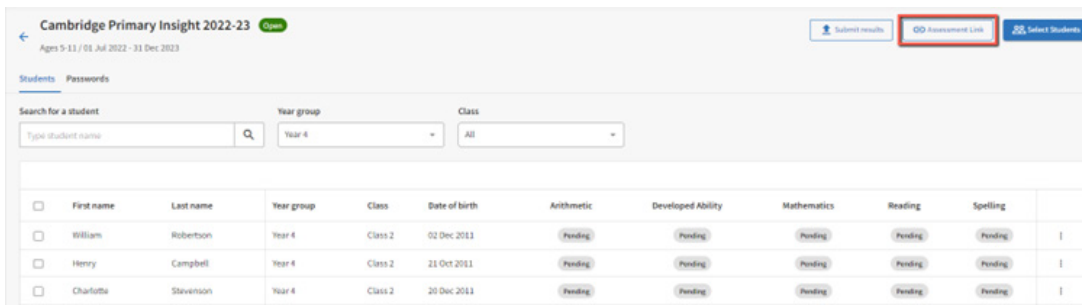 Cambridge Primary Insight 2022-23 Open
Ages 5-11 / 01 Jul 2022 - 31 Dec 2023
Submit results
Assessment Link
Select Students
Students Passwords
Search for a student Year group Class
Type student name Year 4 All
First name Last name Year group Class Date of birth Arithmetic Developed Ability Mathematics Reading Spelling
William Robertson Year 4 Class 2 02 Dec 2011 Pending Pending Pending Pending Pending
Henry Campbell Year 4 Class 2 21 Oct 2011 Pending Pending Pending Pending Pending
Charlotte Stevenson Year 4 Class 2 20 Dec 2011 Pending Pending Pending Pending Pending